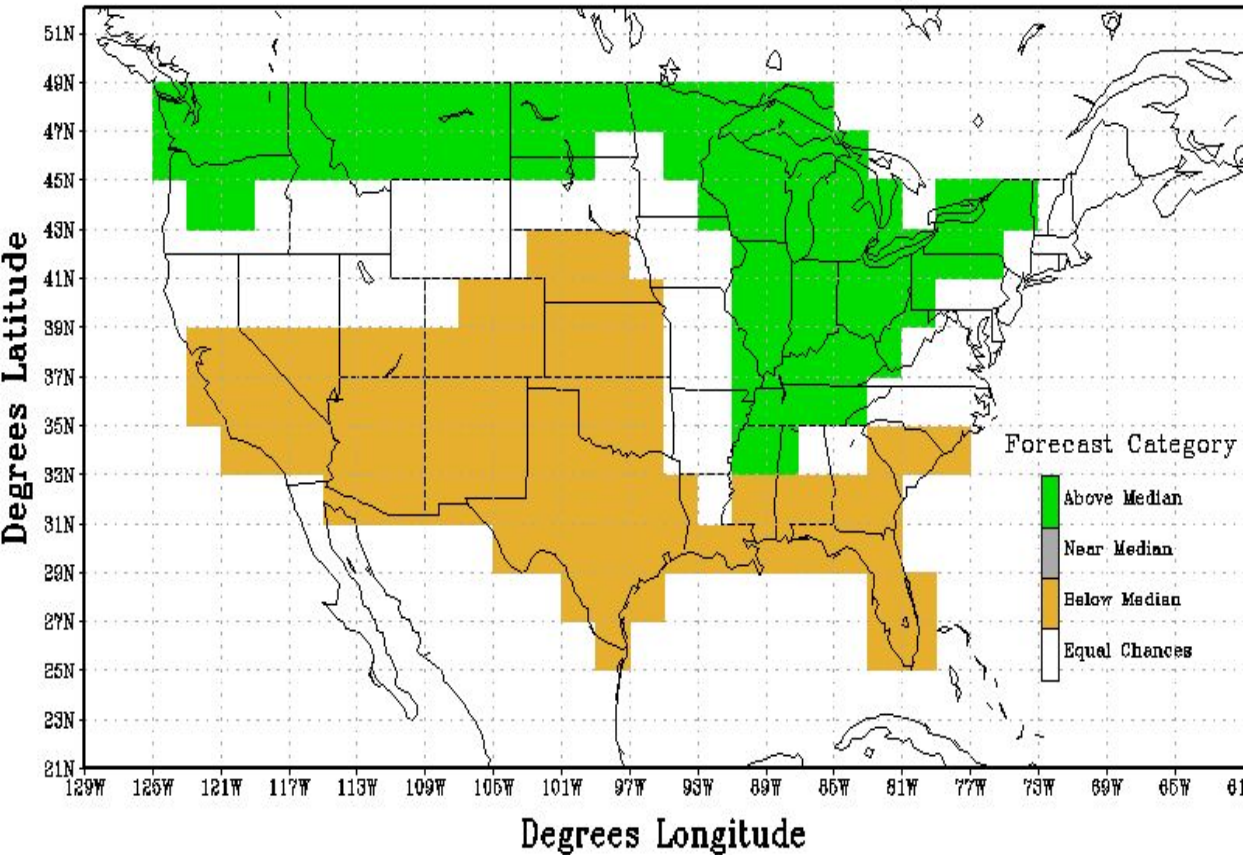 51N
49N
47N
45N
43N
41N
39N
37N
35N
33N
31N
29N
27N
25N
23N
21N
Degrees Latitude
Forecast Category
Above Median
Near Median
Below Median
Equal Chances
129W 125W 121W 117W 113W 109W 105W 101W 97W 93W 89W 85W 81W 77W 73W 69W 65W 61
Degrees Longitude